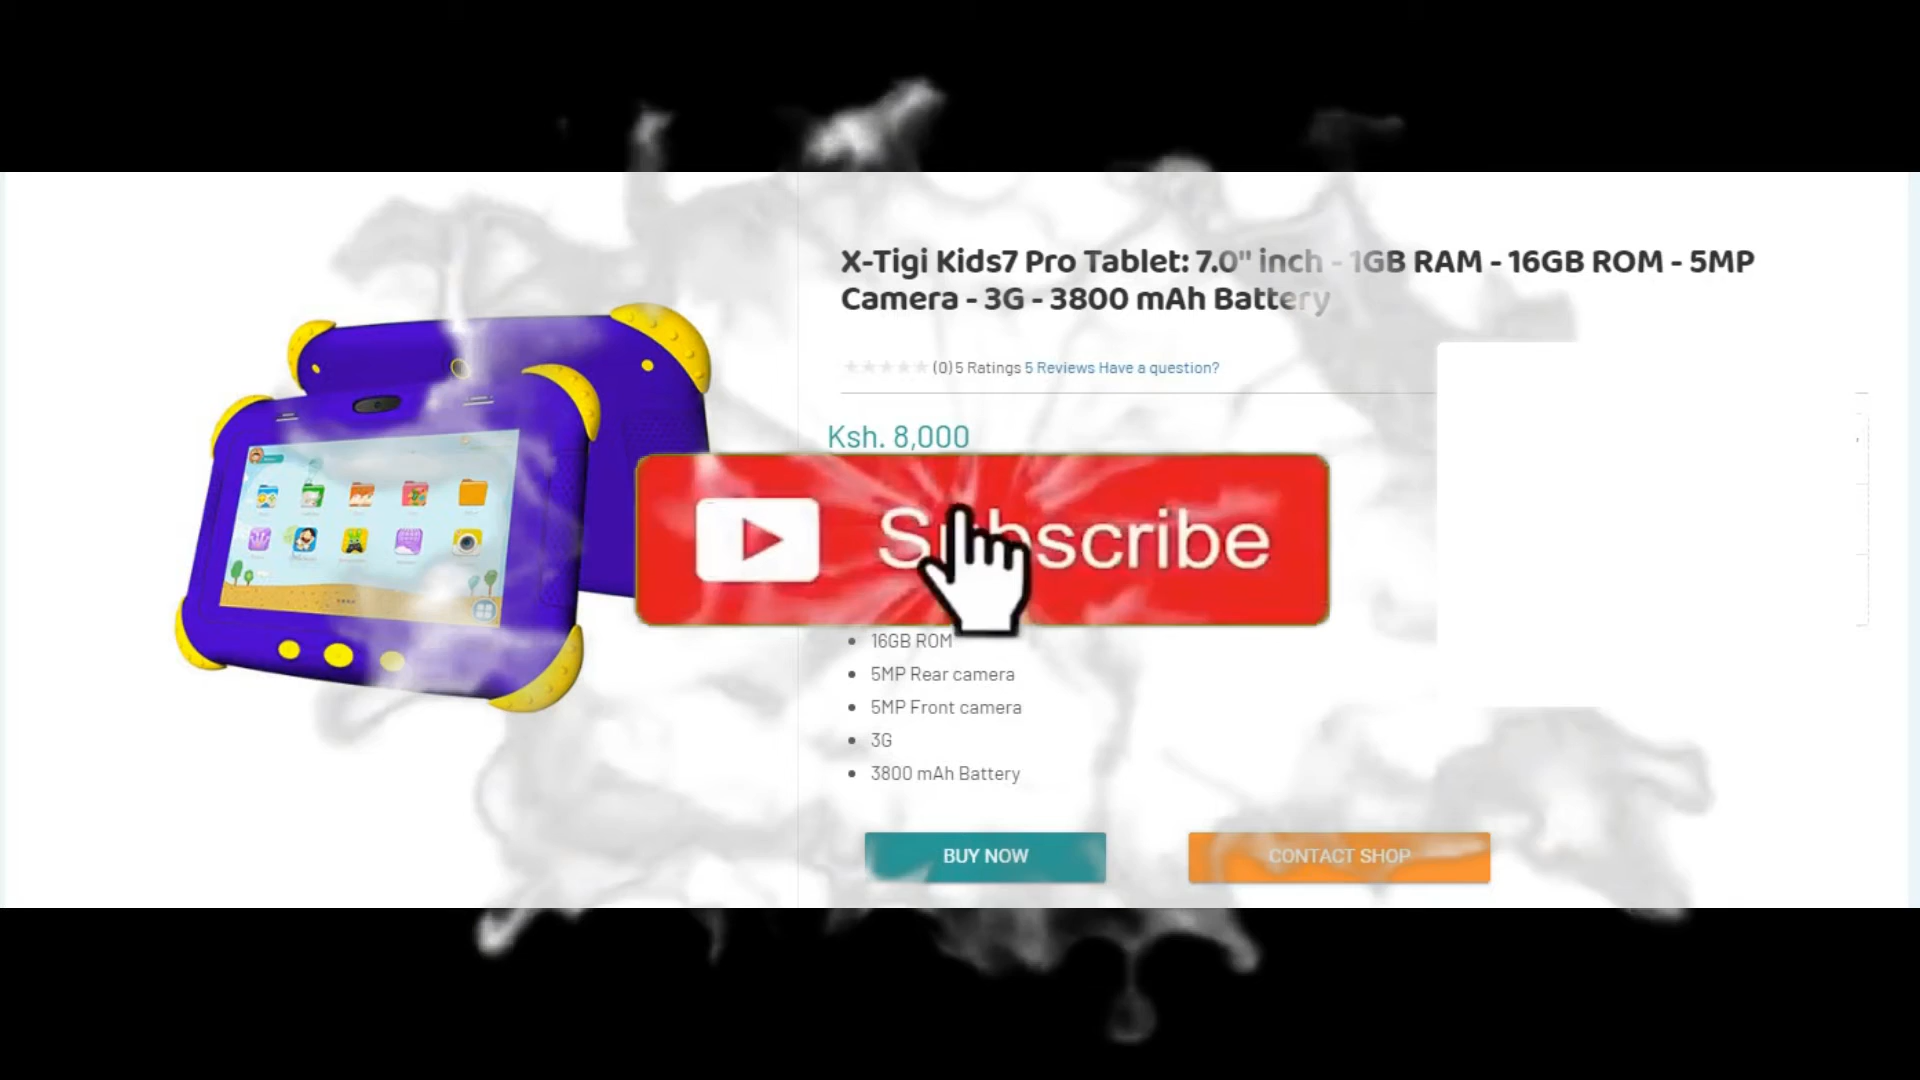 X-Tigi Kids7 Pro Tablet: 7.0" inch - 1GB RAM - 16GB ROM - 5MP
Camera - 3G - 3800 mAh Battery
(0) 5 Ratings 5 Reviews Have a question?
Ksh. 8,000
Subscribe
16GB ROM
5MP Rear camera
5MP Front camera
3G
3800 mAh Battery
BUY NOW
CONTACT SHOP